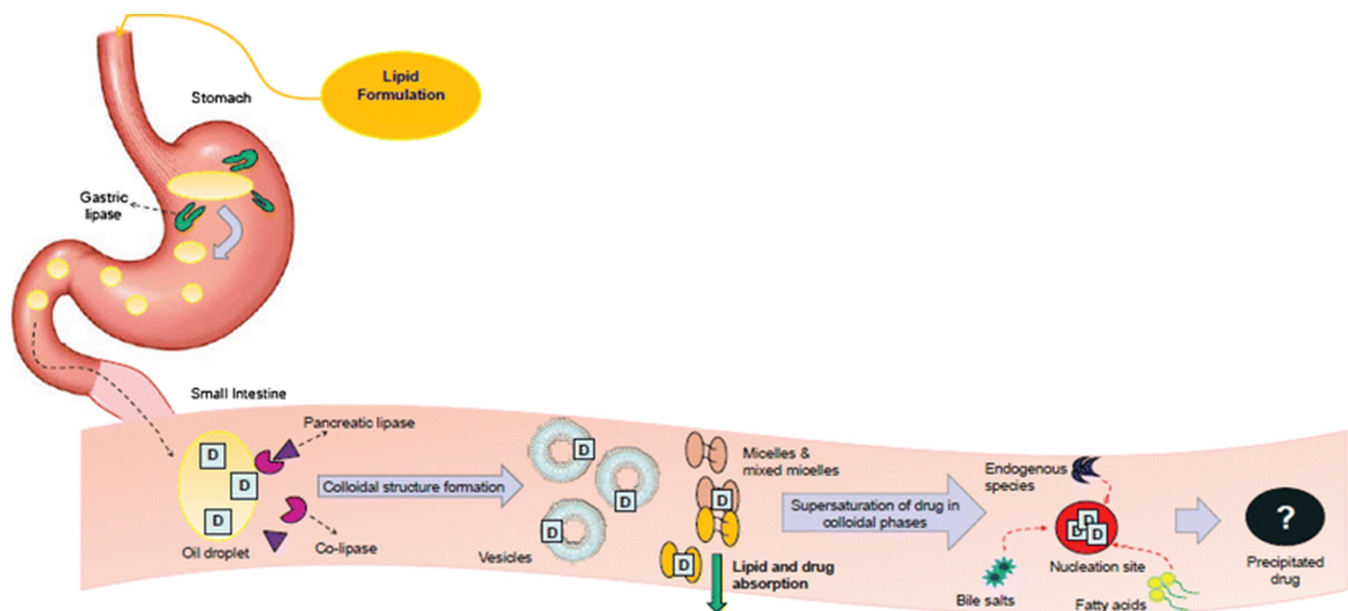 Lipid
Formulation
Stomach
Gastric
lipase
Small Intestine
Pancreatic lipase
D
D
D
Oil droplet
Co-lipase
Colloidal structure formation
D
D
D
Vesicles
Micelles &
mixed micelles
D
D
Lipid and drug
absorption
Supersaturation of drug in
colloidal phases
Endogenous
species
D
D
D
Nucleation site
Bile salts
Fatty acids
?
Precipitated
drug